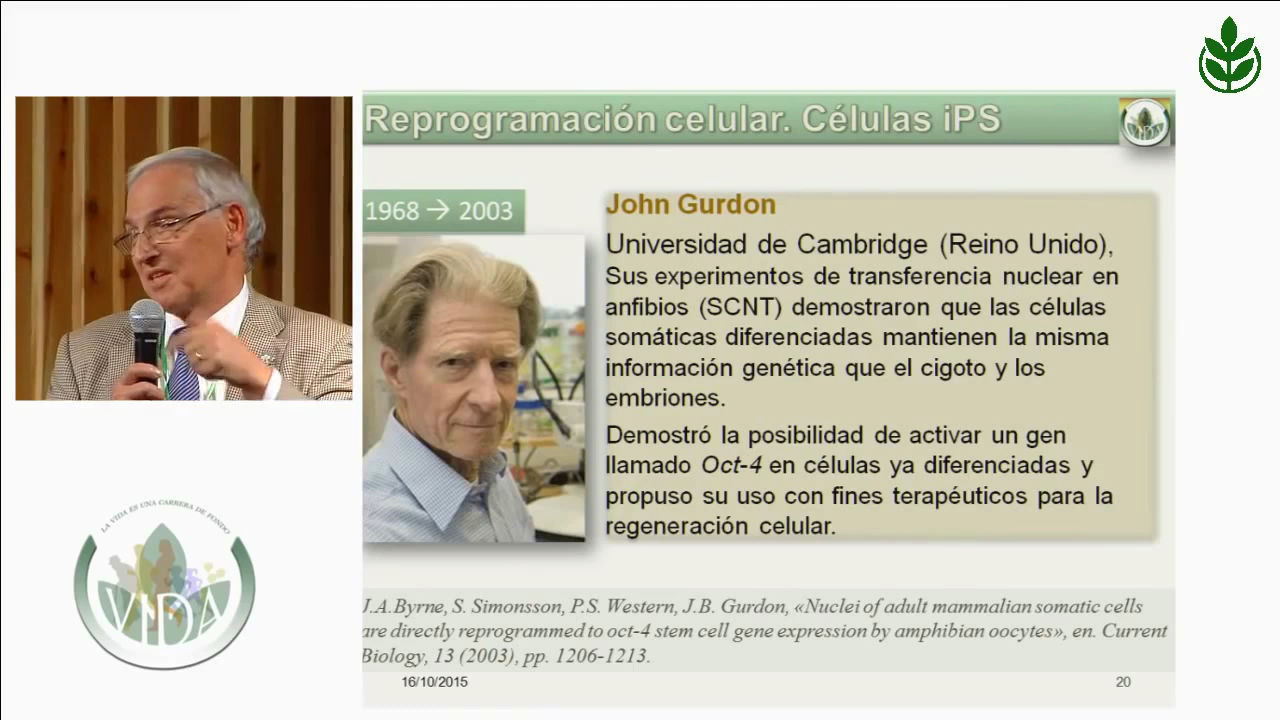 Reprogramación celular. Células iPS
1968 → 2003
John Gurdon
Universidad de Cambridge (Reino Unido),
Sus experimentos de transferencia nuclear en
anfibios (SCNT) demostraron que las células
somáticas diferenciadas mantienen la misma
información genética que el cigoto y los
embriones.
Demostró la posibilidad de activar un gen
llamado Oct-4 en células ya diferenciadas y
propuso su uso con fines terapéuticos para la
regeneración celular.
J.A.Byrne, S. Simonsson, P.S. Western, J.B. Gurdon, «Nuclei of adult mammalian somatic cells
are directly reprogrammed to oct-4 stem cell gene expression by amphibian oocytes», en. Current
Biology, 13 (2003), pp. 1206-1213.
16/10/2015
20
LA VIDA ES UNA CARRERA DE FONDO
VIDA
VIDA